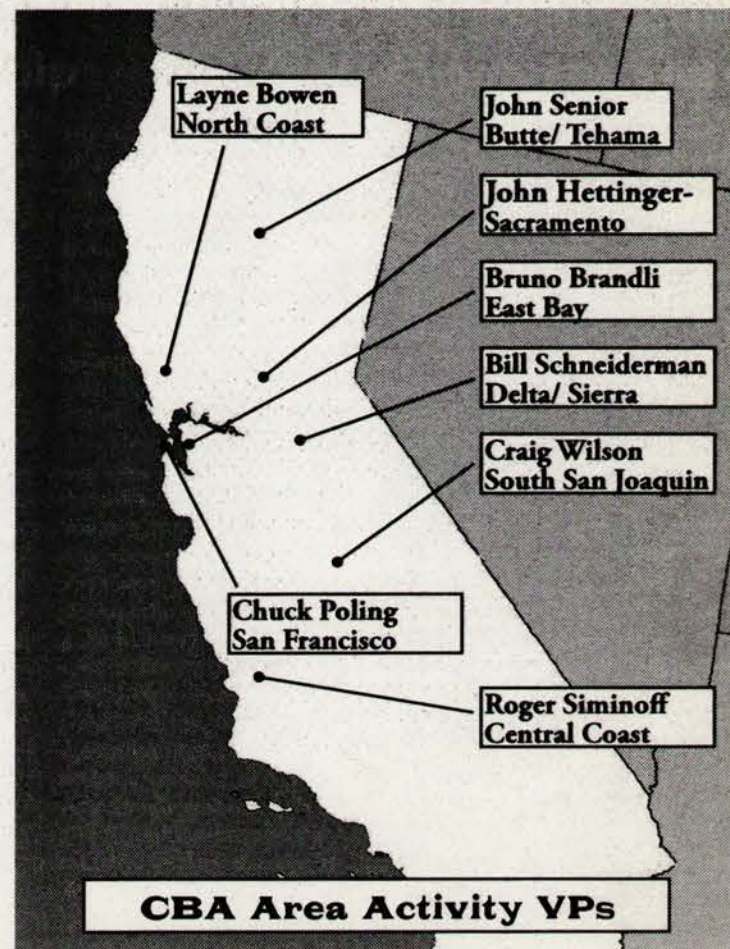 Layne Bowen
North Coast
John Senior
Butte/ Tehama
John Hettinger-
Sacramento
Bruno Brandli
East Bay
Bill Schneiderman
Delta/ Sierra
Craig Wilson
South San Joaquin
Chuck Poling
San Francisco
Roger Siminoff
Central Coast
CBA Area Activity VPs